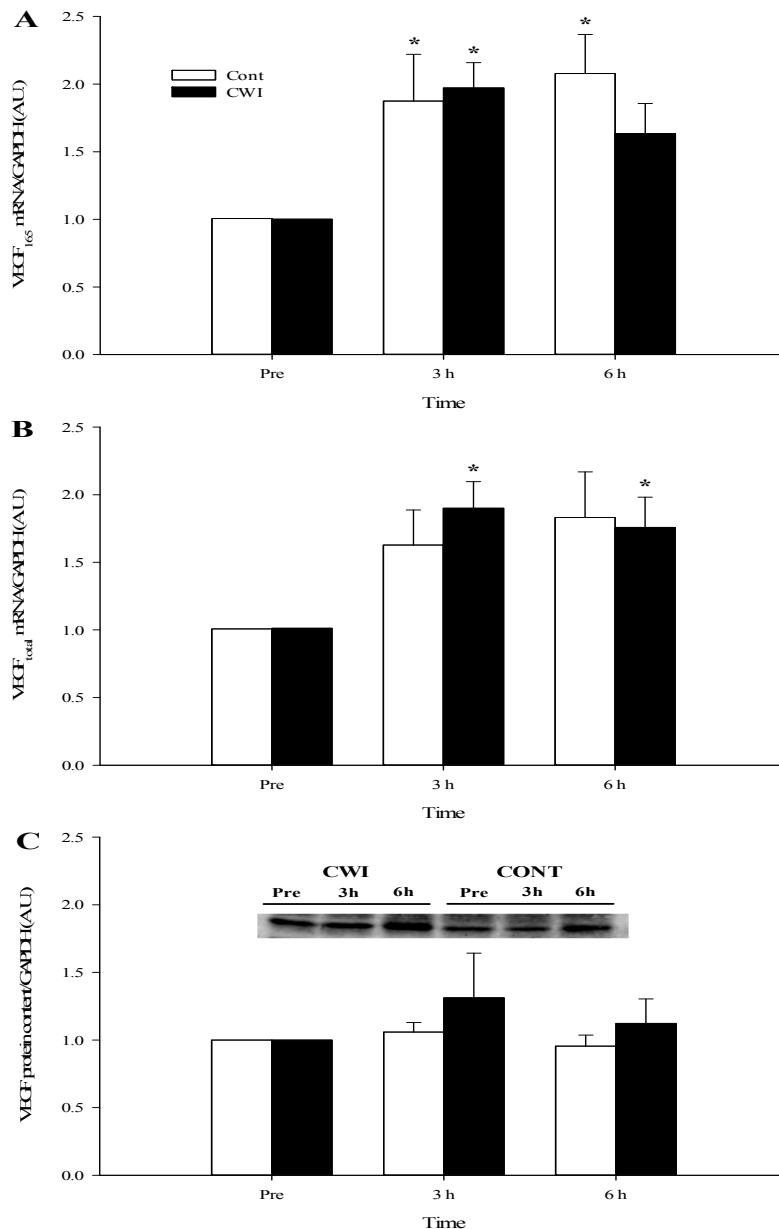 A
2.5
*
*
*
Cont
CWI
2.0
1.5
1.0
0.5
0.0
VEGF165 mRNA/GAPDH (AU)
Pre
3 h
6 h
Time
B
2.5
*
*
2.0
1.5
1.0
0.5
0.0
VEGFtotal mRNA/GAPDH (AU)
Pre
3 h
6 h
Time
C
2.5
CWI
CONT
Pre 3h 6h Pre 3h 6h
2.0
1.5
1.0
0.5
0.0
VEGF protein content/GAPDH (AU)
Pre
3 h
6 h
Time